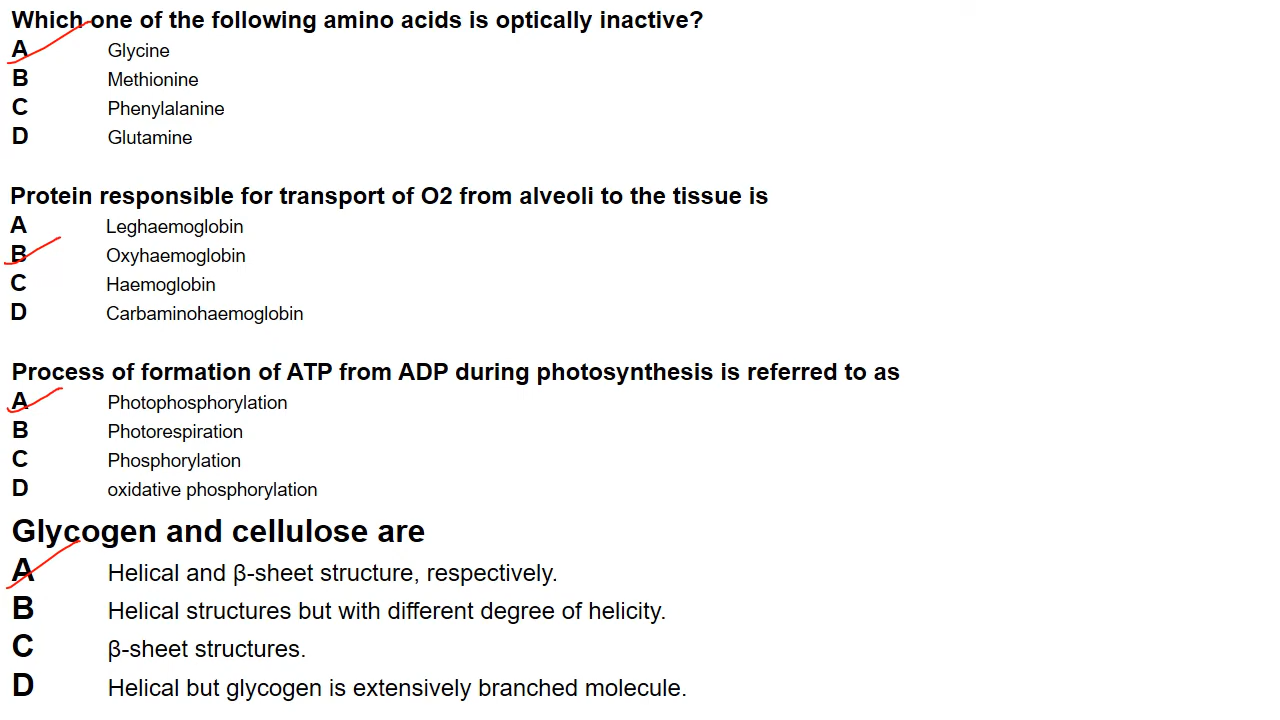 Which one of the following amino acids is optically inactive?
A Glycine
B Methionine
C Phenylalanine
D Glutamine
Protein responsible for transport of O2 from alveoli to the tissue is
A Leghaemoglobin
B Oxyhaemoglobin
C Haemoglobin
D Carbaminohaemoglobin
Process of formation of ATP from ADP during photosynthesis is referred to as
A Photophosphorylation
B Photorespiration
C Phosphorylation
D oxidative phosphorylation
Glycogen and cellulose are
A Helical and β-sheet structure, respectively.
B Helical structures but with different degree of helicity.
C β-sheet structures.
D Helical but glycogen is extensively branched molecule.